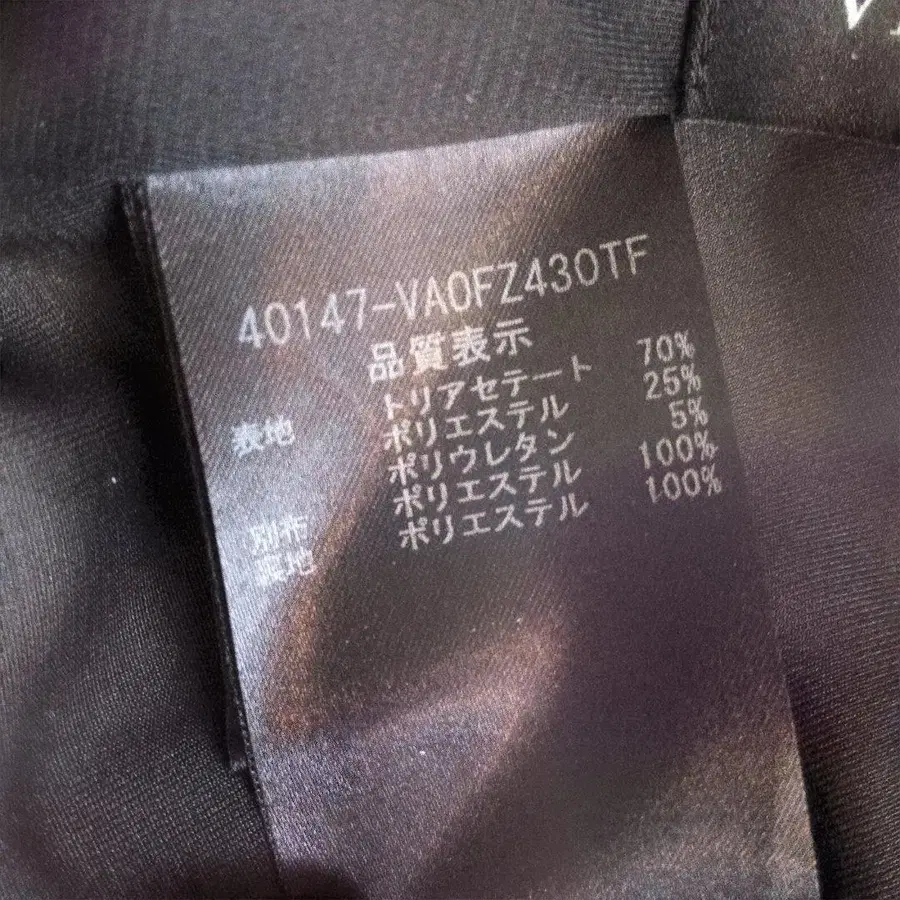 40147-VA0FZ430TF
品質表示
表地 トリアセテート 70%
ポリエステル 25%
ポリウレタン 5%
別布 ポリエステル 100%
裏地 ポリエステル 100%